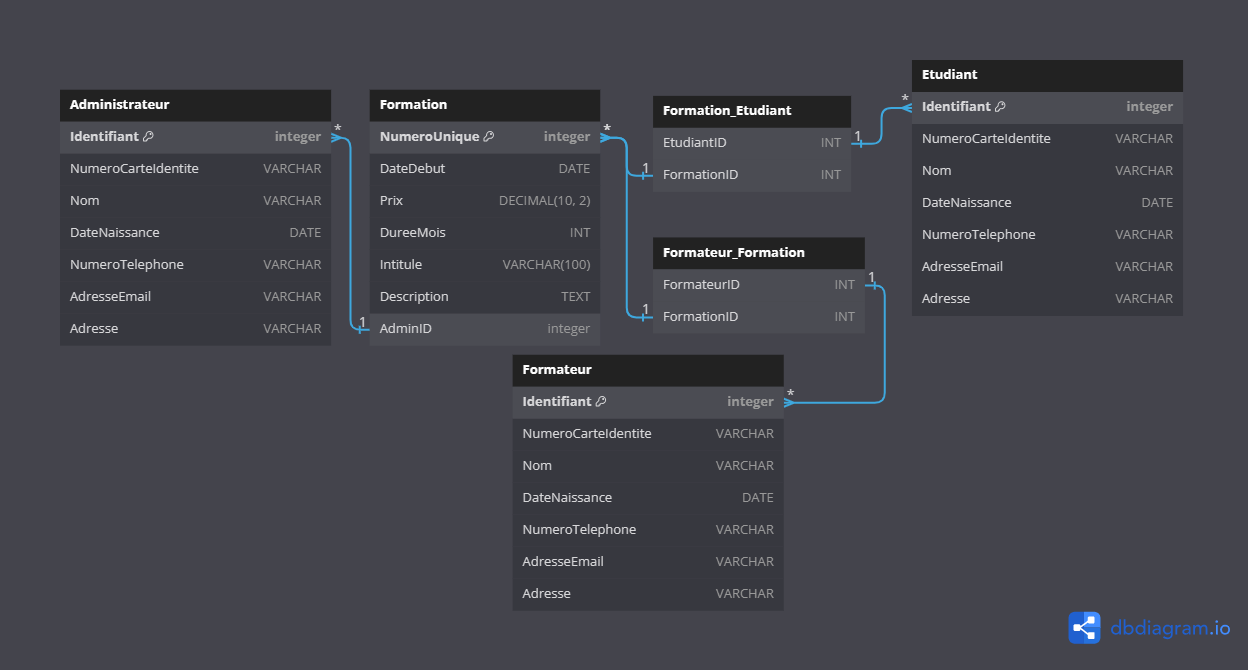 Administrateur
Identifiant integer
NumeroCarteIdentite VARCHAR
Nom VARCHAR
DateNaissance DATE
NumeroTelephone VARCHAR
AdresseEmail VARCHAR
Adresse VARCHAR
* 1
Formation
NumeroUnique integer
DateDebut DATE
Prix DECIMAL(10, 2)
DureeMois INT
Intitule VARCHAR(100)
Description TEXT
AdminID integer
* 1 1
Formation_Etudiant
EtudiantID INT
FormationID INT
1 *
Formateur_Formation
FormateurID INT
FormationID INT
1 *
Etudiant
Identifiant integer
NumeroCarteIdentite VARCHAR
Nom VARCHAR
DateNaissance DATE
NumeroTelephone VARCHAR
AdresseEmail VARCHAR
Adresse VARCHAR
Formateur
Identifiant integer
NumeroCarteIdentite VARCHAR
Nom VARCHAR
DateNaissance DATE
NumeroTelephone VARCHAR
AdresseEmail VARCHAR
Adresse VARCHAR
dbdiagram.io